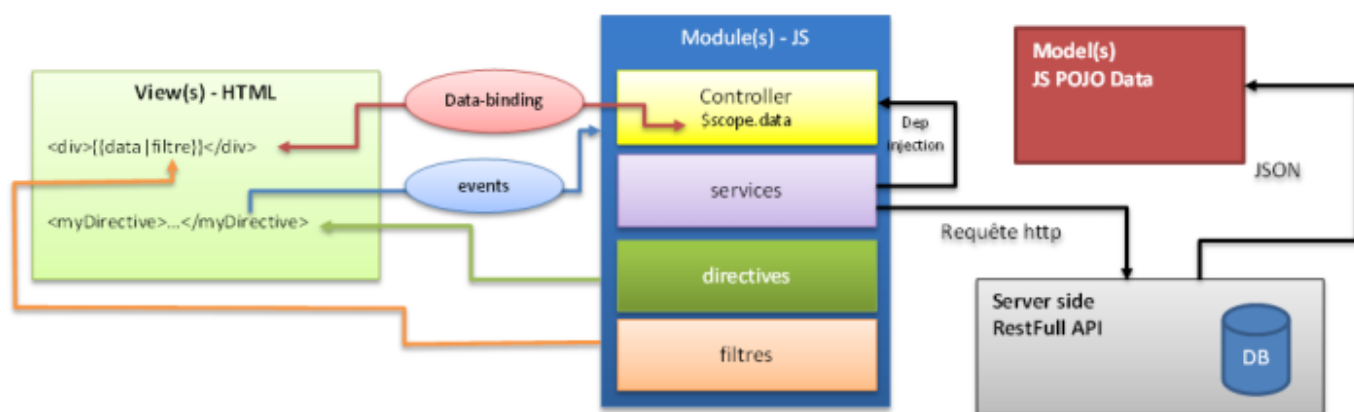 View(s) - HTML
<div>{{data|filtre}}</div>
<myDirective>...</myDirective>
Data-binding
events
Module(s) - JS
Controller
$scope.data
services
directives
filtres
Dep
injection
Requête http
Model(s)
JS POJO Data
JSON
Server side
RestFull API
DB